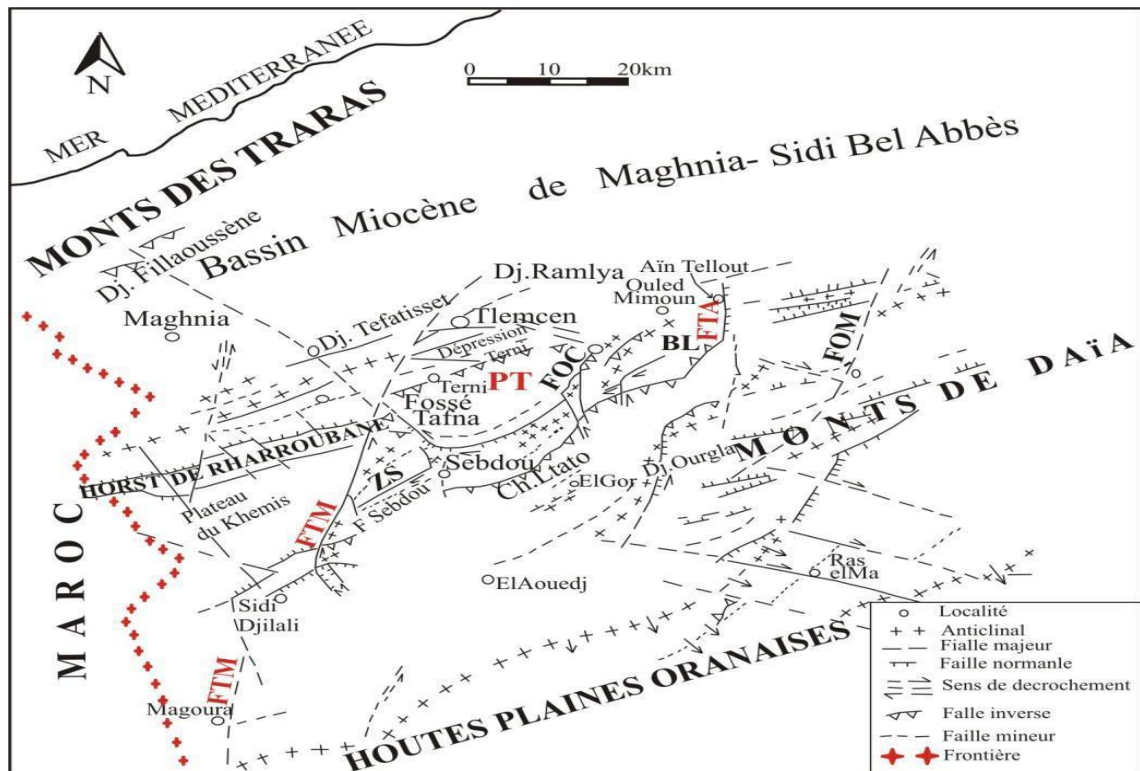 MER MEDITERRANEE
N
0 10 20km
MONTS DES TRARAS
Bassin Miocène de Maghnia- Sidi Bel Abbès
Dj. Fillaoussène
Maghnia
Dj. Tefatisset
Dj.Ramlya
Tlemcen
Dépression
Terni
Aïn Tellout
Ouled
Mimoun
BL
FTA
FOM
FOC
PT
Terni
Fossé
Tafna
HORST DE RHARROUBANE
MONTS DE DAÏA
Sebdou
ZS
F Sebdou
Ch.Ltato
ElGor
Dj.Ourgla
Plateau
du Khemis
FTM
MAROC
ElAouedj
Ras
elMa
Sidi
Djilali
FTM
Magoura
HOUTES PLAINES ORANAISES
Localité
Anticlinal
Fialle majeur
Faille normanle
Sens de decrochement
Falle inverse
Faille mineur
Frontière